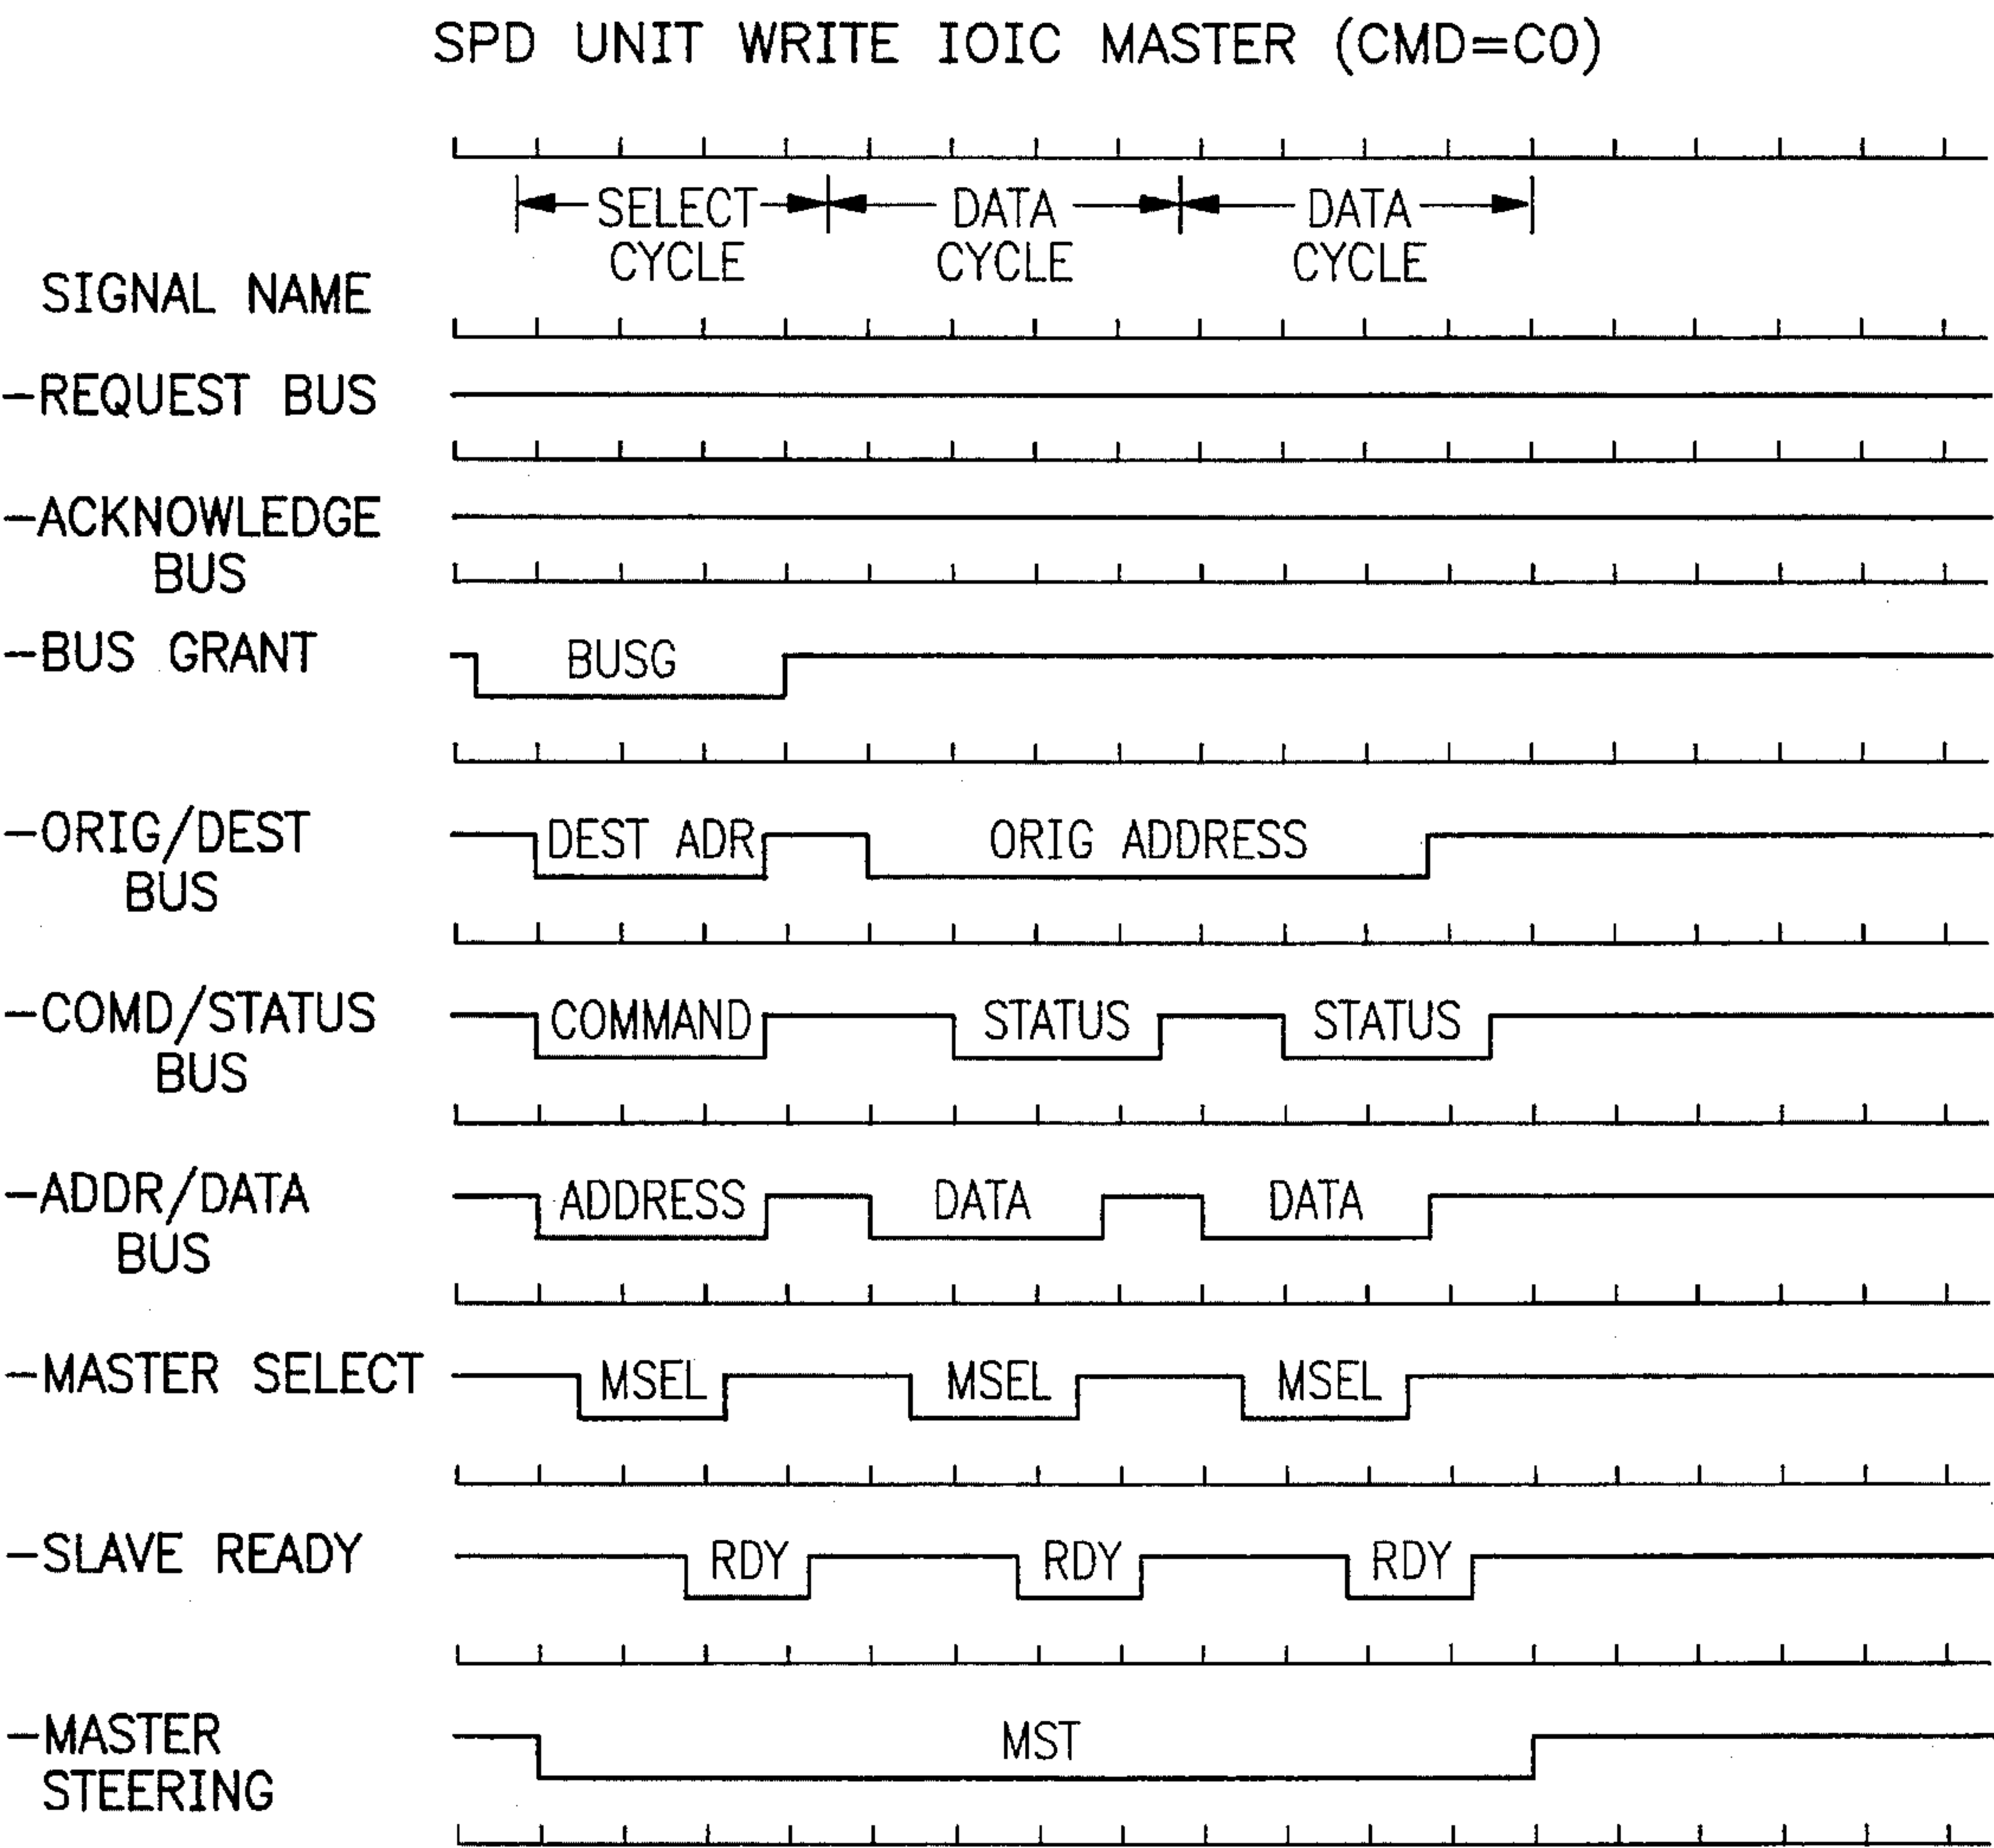 SPD UNIT WRITE IOIC MASTER (CMD=C0)
SELECT CYCLE
DATA CYCLE
DATA CYCLE
SIGNAL NAME
-REQUEST BUS
-ACKNOWLEDGE
BUS
-BUS GRANT BUSG
-ORIG/DEST DEST ADR ORIG ADDRESS
BUS
-COMD/STATUS COMMAND STATUS STATUS
BUS
-ADDR/DATA ADDRESS DATA DATA
BUS
-MASTER SELECT MSEL MSEL MSEL
-SLAVE READY RDY RDY RDY
-MASTER MST
STEERING